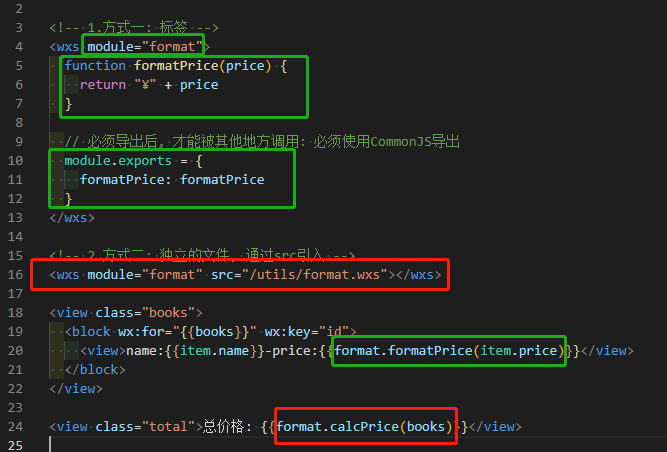 2
3 <!-- 1.方式一: 标签 -->
4 <wxs module="format">
5 function formatPrice(price) {
6 return "¥" + price
7 }
8
9 // 必须导出后, 才能被其他地方调用: 必须使用CommonJS导出
10 module.exports = {
11 formatPrice: formatPrice
12 }
13 </wxs>
14
15 <!-- 2.方式二: 独立的文件, 通过src引入 -->
16 <wxs module="format" src="/utils/format.wxs"></wxs>
17
18 <view class="books">
19 <block wx:for="{{books}}" wx:key="id">
20 <view>name:{{item.name}}-price:{{format.formatPrice(item.price)}}</view>
21 </block>
22 </view>
23
24 <view class="total">总价格: {{format.calcPrice(books)}}</view>
25